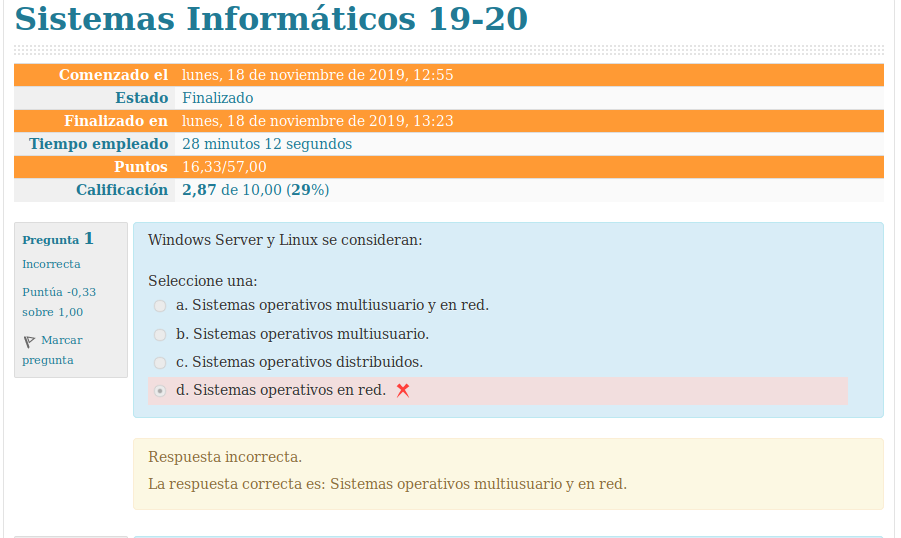 Sistemas Informáticos 19-20
Comenzado el lunes, 18 de noviembre de 2019, 12:55
Estado Finalizado
Finalizado en lunes, 18 de noviembre de 2019, 13:23
Tiempo empleado 28 minutos 12 segundos
Puntos 16,33/57,00
Calificación 2,87 de 10,00 (29%)
Pregunta 1
Incorrecta
Puntúa -0,33
sobre 1,00
Marcar
pregunta
Windows Server y Linux se consideran:
Seleccione una:
a. Sistemas operativos multiusuario y en red.
b. Sistemas operativos multiusuario.
c. Sistemas operativos distribuidos.
d. Sistemas operativos en red.
Respuesta incorrecta.
La respuesta correcta es: Sistemas operativos multiusuario y en red.